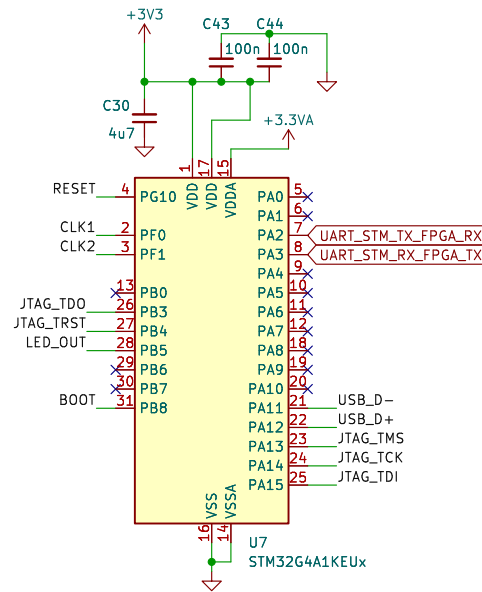 +3V3
C43
C44
100n
100n
C30
4u7
+3.3VA
1
17
15
VDD
VDD
VDDA
RESET
4
PG10
PA0
5
PA1
6
CLK1
2
PF0
PA2
7
UART_STM_TX_FPGA_RX
CLK2
3
PF1
PA3
8
UART_STM_RX_FPGA_TX
PA4
9
13
PB0
PA5
10
JTAG_TDO
26
PB3
PA6
11
JTAG_TRST
27
PB4
PA7
12
LED_OUT
28
PB5
PA8
18
29
PB6
PA9
19
30
PB7
PA10
20
BOOT
31
PB8
PA11
21
USB_D-
PA12
22
USB_D+
PA13
23
JTAG_TMS
PA14
24
JTAG_TCK
PA15
25
JTAG_TDI
VSS
VSSA
16
14
U7
STM32G4A1KEUx